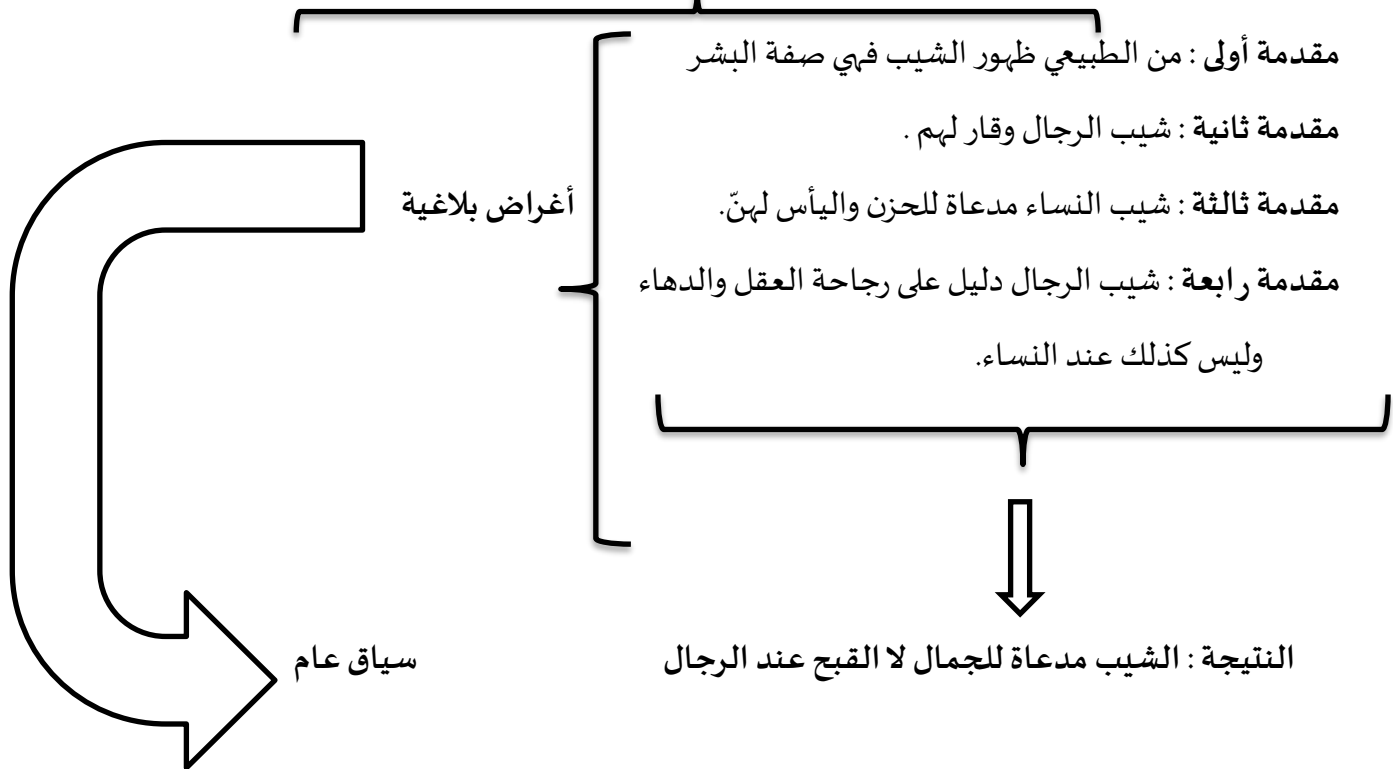 مقدمة أولى : من الطبيعي ظهور الشيب فهي صفة البشر
مقدمة ثانية : شيب الرجال وقار لهم .
مقدمة ثالثة : شيب النساء مدعاة للحزن واليأس لهنّ.
أغراض بلاغية
مقدمة رابعة : شيب الرجال دليل على رجاحة العقل والدهاء
وليس كذلك عند النساء.
النتيجة : الشيب مدعاة للجمال لا القبح عند الرجال
سياق عام